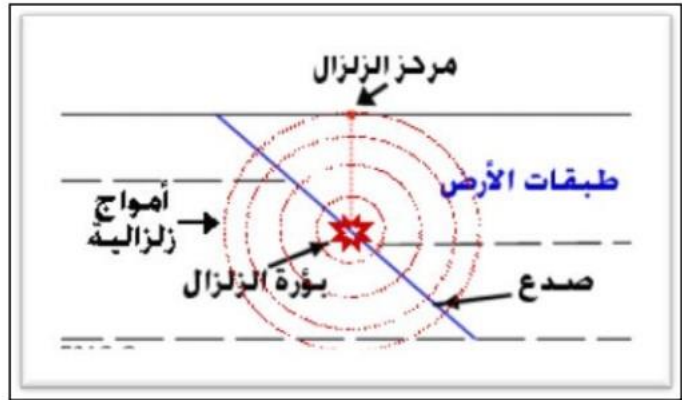 مركز الزلزال
طبقات الأرض
أمواج
زلزالية
بؤرة الزلزال
صدع